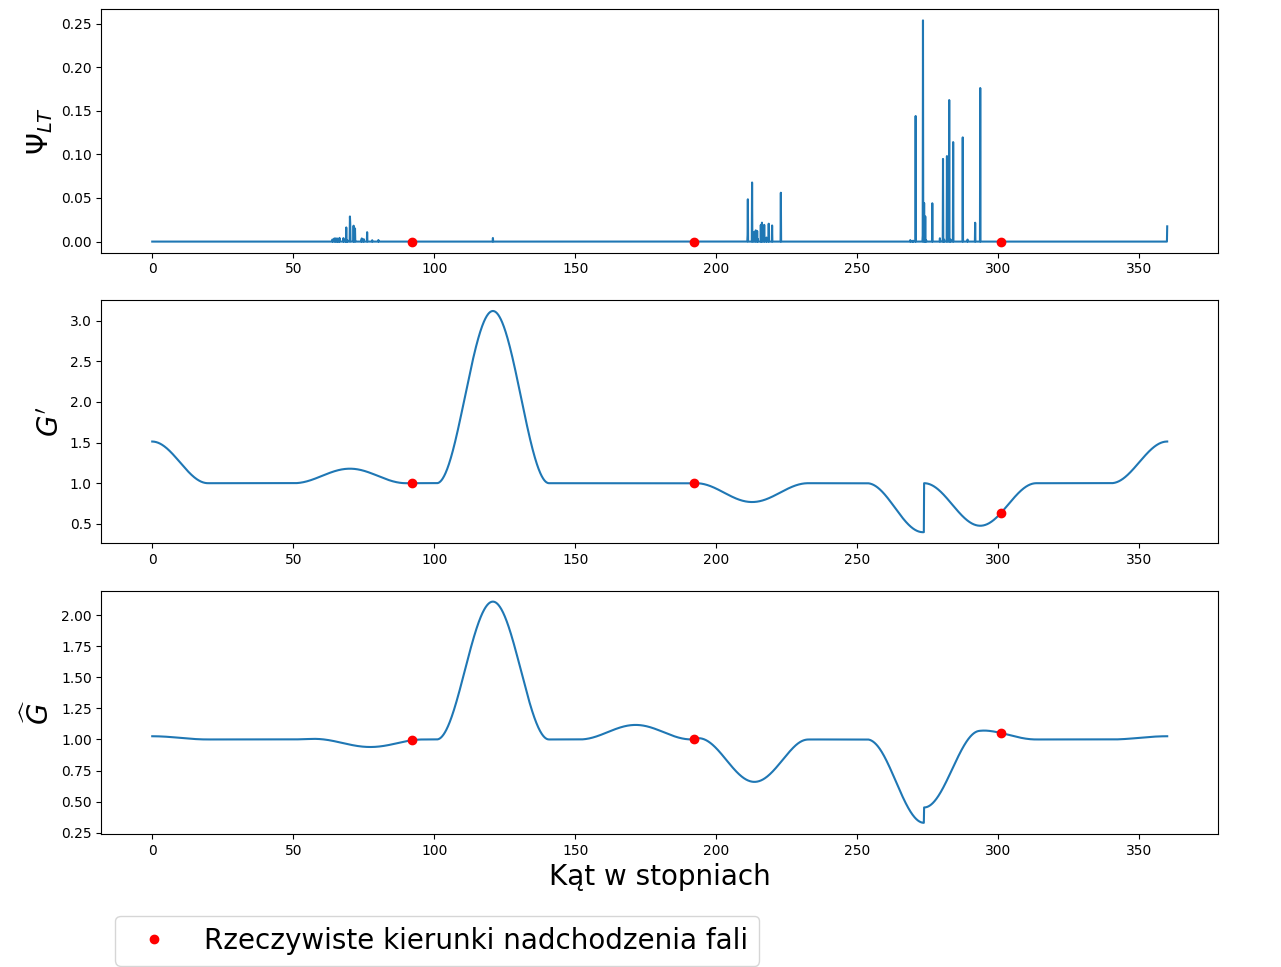 Ψ_LT
0.25
0.20
0.15
0.10
0.05
0.00
0 50 100 150 200 250 300 350
G′
3.0
2.5
2.0
1.5
1.0
0.5
0 50 100 150 200 250 300 350
Ĝ
2.00
1.75
1.50
1.25
1.00
0.75
0.50
0.25
0 50 100 150 200 250 300 350
Kąt w stopniach
Rzeczywiste kierunki nadchodzenia fali